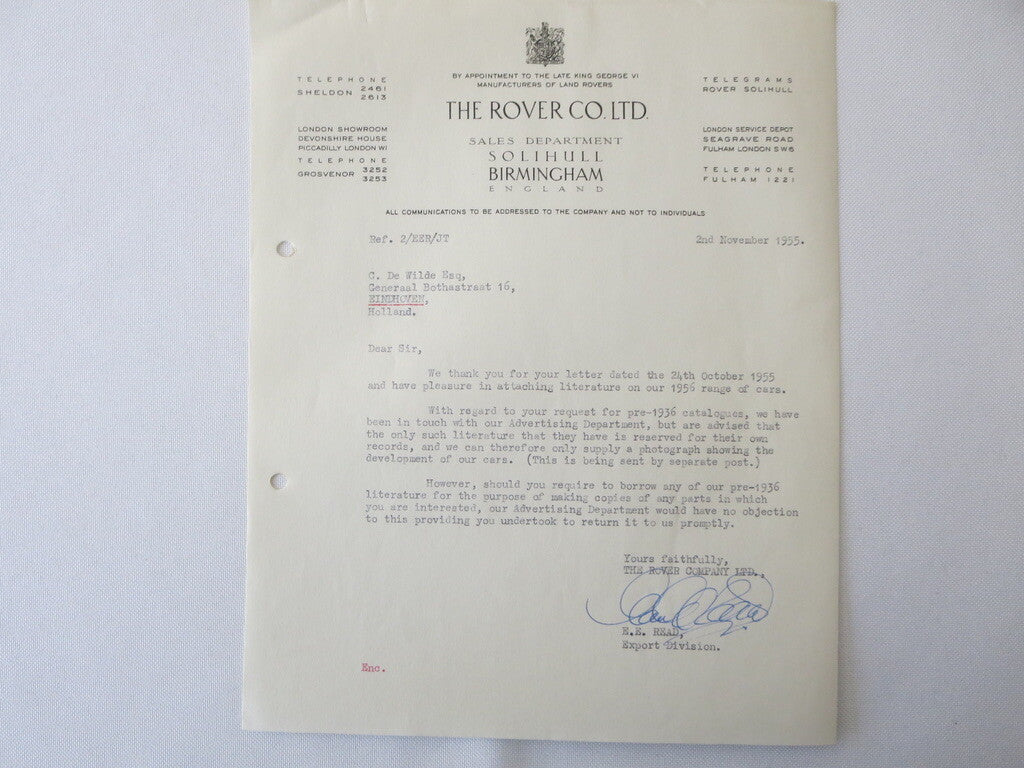 BY APPOINTMENT TO THE LATE KING GEORGE VI
MANUFACTURERS OF LAND ROVERS
TELEPHONE
SHELDON 2461
2613
LONDON SHOWROOM
DEVONSHIRE HOUSE
PICCADILLY LONDON W1
TELEPHONE
GROSVENOR 3252
3253
THE ROVER CO. LTD.
SALES DEPARTMENT
SOLIHULL
BIRMINGHAM
ENGLAND
TELEGRAMS
ROVER SOLIHULL
LONDON SERVICE DEPOT
SEAGRAVE ROAD
FULHAM LONDON SW6
TELEPHONE
FULHAM 1221
ALL COMMUNICATIONS TO BE ADDRESSED TO THE COMPANY AND NOT TO INDIVIDUALS
Ref. 2/EER/JT
2nd November 1955.
C. De Wilde Esq,
Generaal Bothastraat 16,
EINDHOVEN,
Holland.
Dear Sir,
We thank you for your letter dated the 24th October 1955
and have pleasure in attaching literature on our 1956 range of cars.
With regard to your request for pre-1936 catalogues, we have
been in touch with our Advertising Department, but are advised that
the only such literature that they have is reserved for their own
records, and we can therefore only supply a photograph showing the
development of our cars. (This is being sent by separate post.)
However, should you require to borrow any of our pre-1936
literature for the purpose of making copies of any parts in which
you are interested, our Advertising Department would have no objection
to this providing you undertook to return it to us promptly.
Yours faithfully,
THE ROVER COMPANY LTD.,
E.E. READ,
Export Division.
Enc.